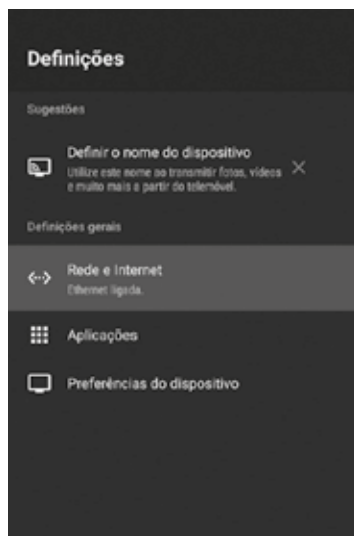 Definições
Sugestões
Definir o nome do dispositivo
Utilize este nome ao transmitir fotos, vídeos
e muito mais a partir do telemóvel.
Definições gerais
Rede e Internet
Ethernet ligada.
Aplicações
Preferências do dispositivo